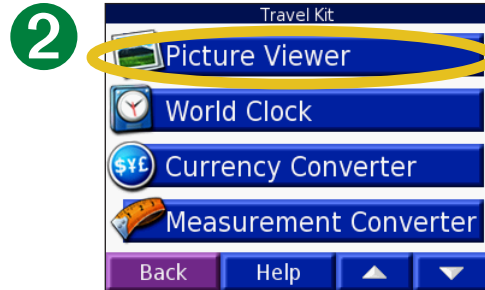 2
Travel Kit
Picture Viewer
World Clock
$¥£ Currency Converter
Measurement Converter
Back Help